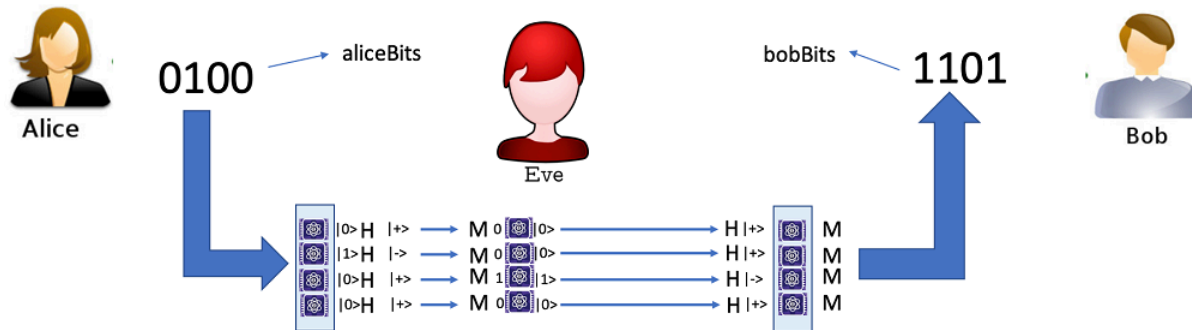 0100
aliceBits
bobBits
1101
Alice
Eve
Bob
|0>H |+> M 0 |0> H |+> M
|1>H |-> M 0 |0> H |+> M
|0>H |+> M 1 |1> H |-> M
|0>H |+> M 0 |0> H |+> M